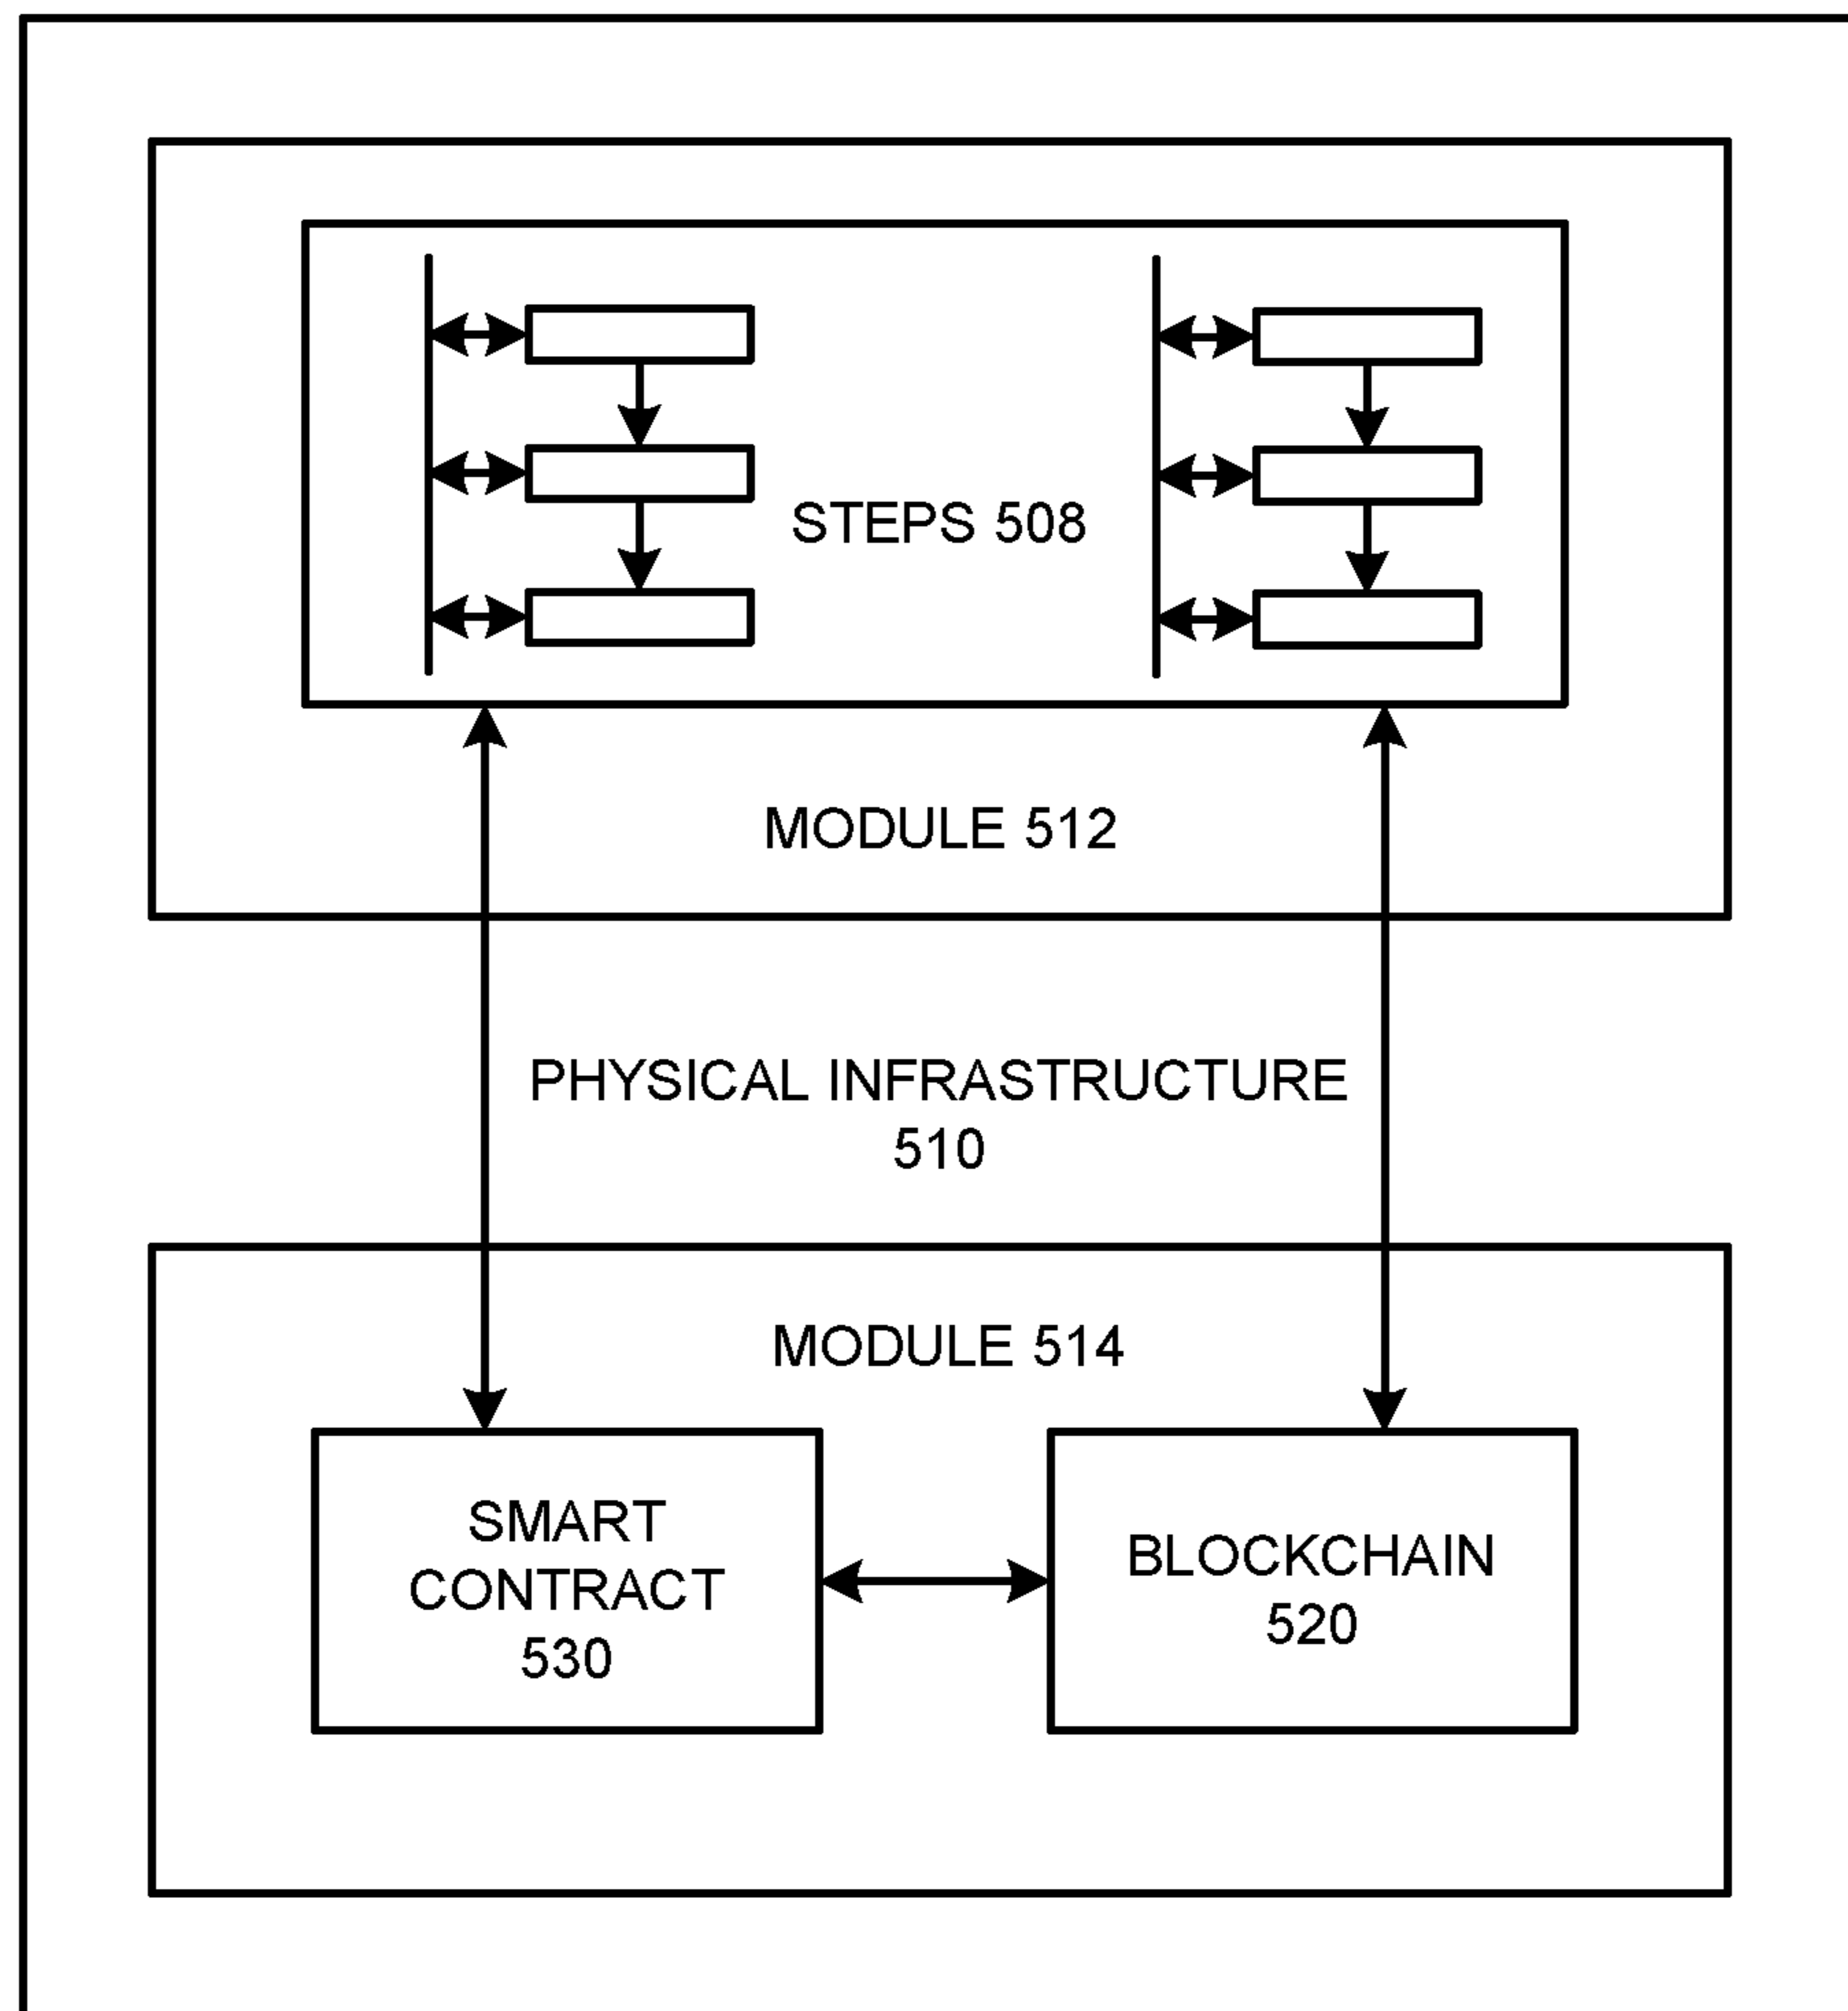 STEPS 508
MODULE 512
PHYSICAL INFRASTRUCTURE
510
MODULE 514
SMART
CONTRACT
530
BLOCKCHAIN
520